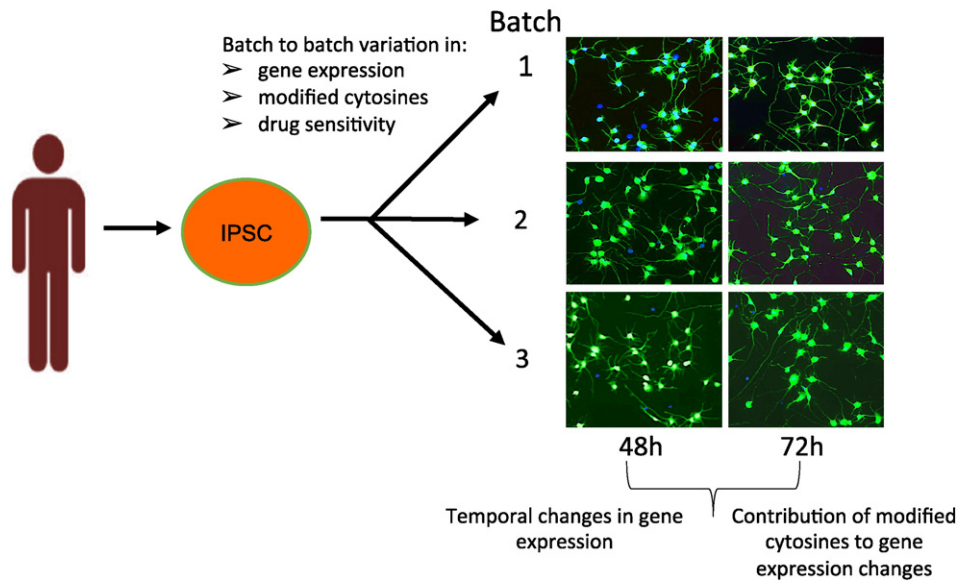 Batch
Batch to batch variation in:
➢ gene expression
➢ modified cytosines
➢ drug sensitivity
1
IPSC
2
3
48h
72h
Temporal changes in gene
expression
Contribution of modified
cytosines to gene
expression changes